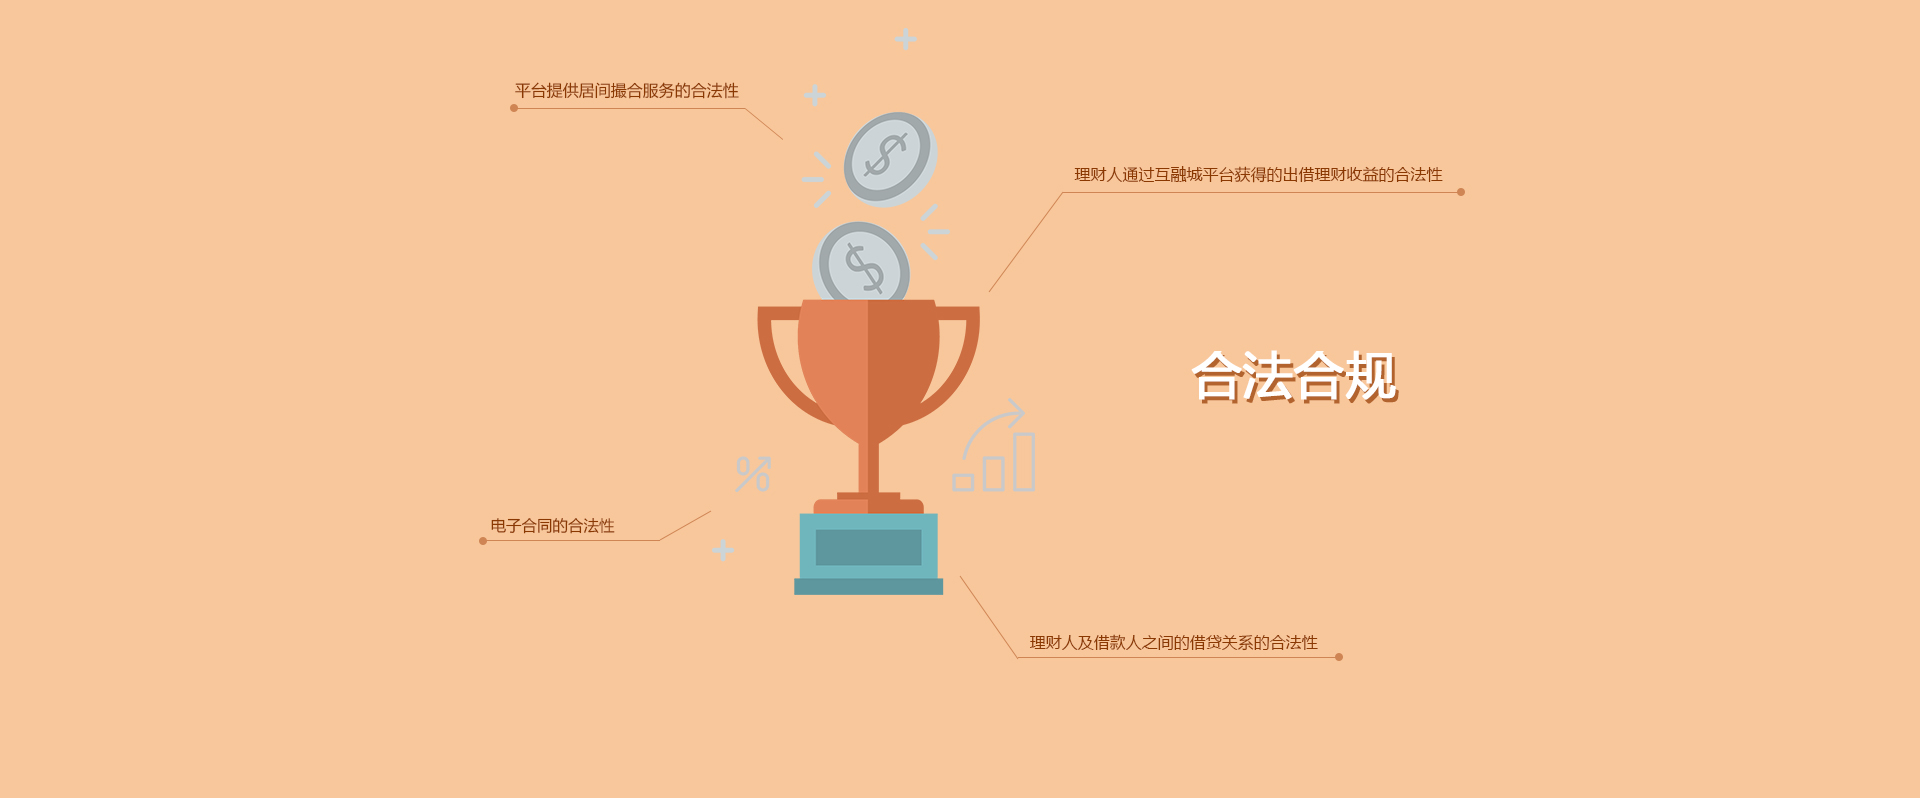 平台提供居间撮合服务的合法性
理财人通过互融城平台获得的出借理财收益的合法性
合法合规
%
电子合同的合法性
理财人及借款人之间的借贷关系的合法性